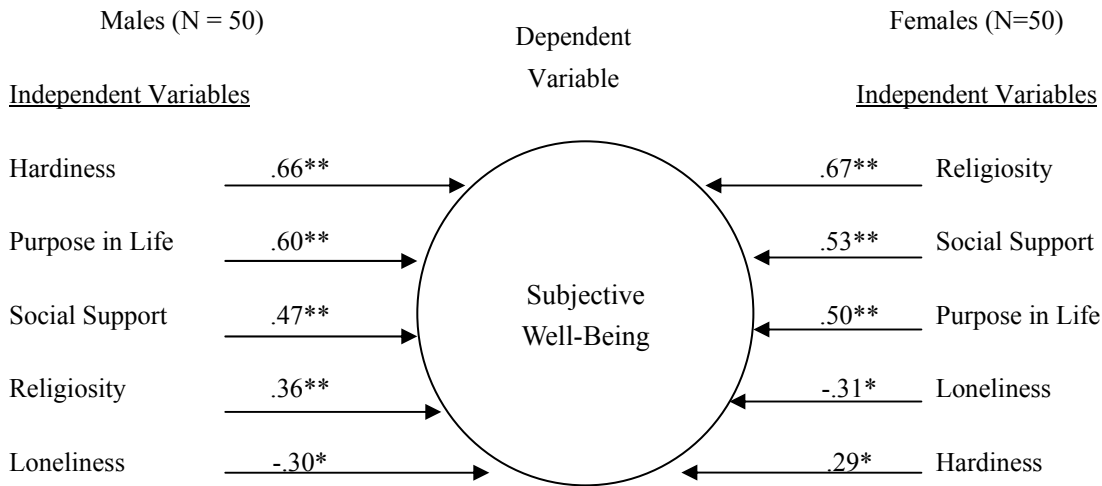 Males (N = 50)
Dependent
Variable
Females (N=50)
Independent Variables
Independent Variables
Hardiness .66**
.67** Religiosity
Purpose in Life .60**
.53** Social Support
Subjective
Well-Being
Social Support .47**
.50** Purpose in Life
Religiosity .36**
-.31* Loneliness
Loneliness -.30*
.29* Hardiness